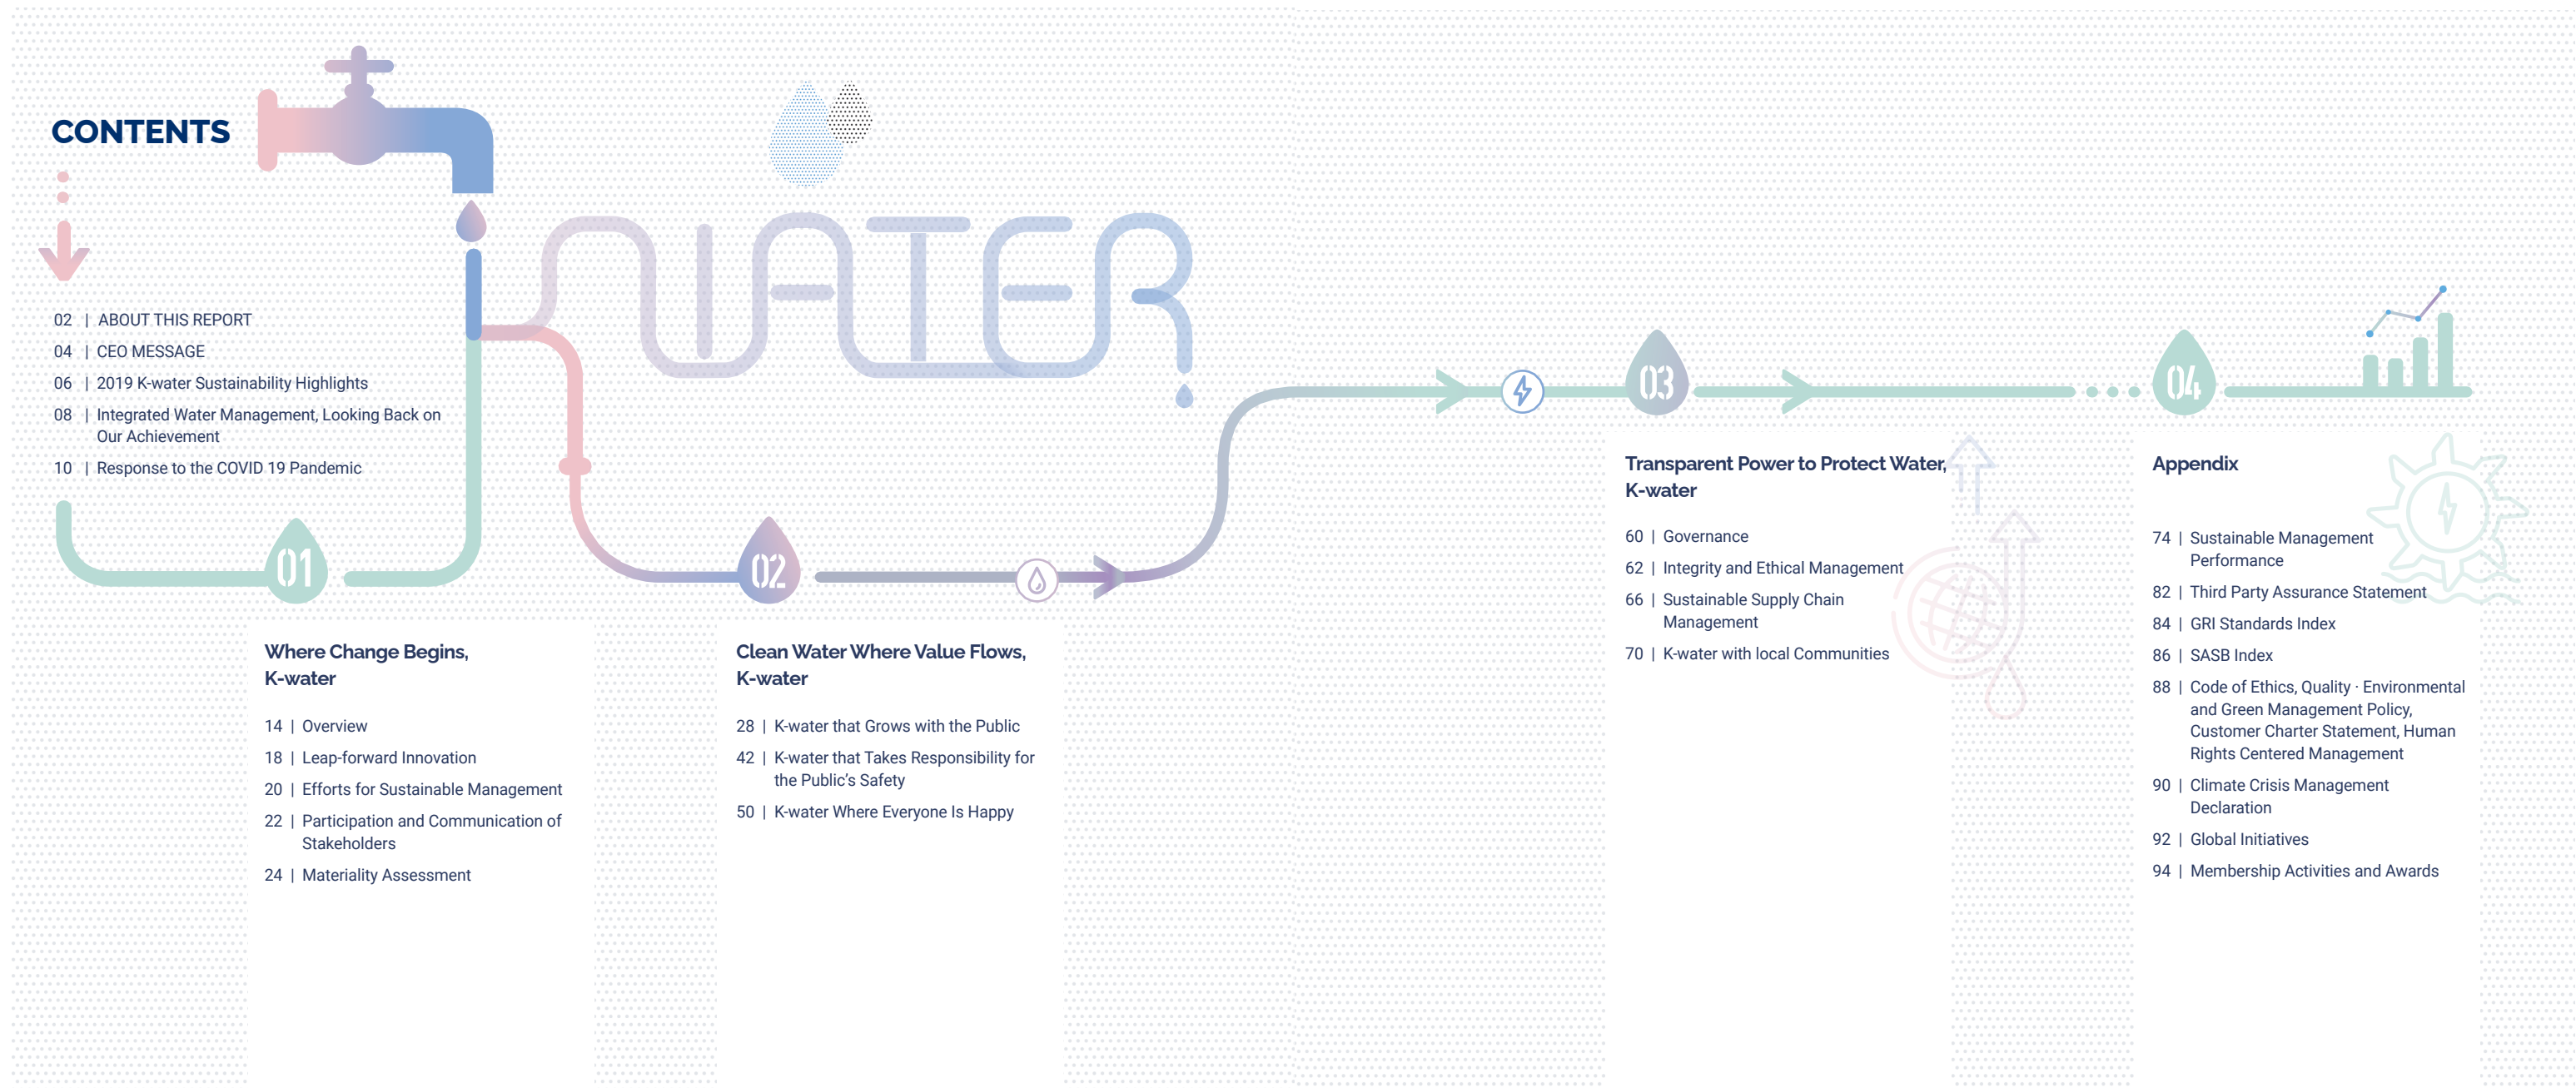 CONTENTS
WATER
02 | ABOUT THIS REPORT
04 | CEO MESSAGE
06 | 2019 K-water Sustainability Highlights
08 | Integrated Water Management, Looking Back on
Our Achievement
10 | Response to the COVID 19 Pandemic
01
Where Change Begins,
K-water
14 | Overview
18 | Leap-forward Innovation
20 | Efforts for Sustainable Management
22 | Participation and Communication of
Stakeholders
24 | Materiality Assessment
02
Clean Water Where Value Flows,
K-water
28 | K-water that Grows with the Public
42 | K-water that Takes Responsibility for
the Public’s Safety
50 | K-water Where Everyone Is Happy
03
Transparent Power to Protect Water,
K-water
60 | Governance
62 | Integrity and Ethical Management
66 | Sustainable Supply Chain
Management
70 | K-water with local Communities
04
Appendix
74 | Sustainable Management
Performance
82 | Third Party Assurance Statement
84 | GRI Standards Index
86 | SASB Index
88 | Code of Ethics, Quality · Environmental
and Green Management Policy,
Customer Charter Statement, Human
Rights Centered Management
90 | Climate Crisis Management
Declaration
92 | Global Initiatives
94 | Membership Activities and Awards